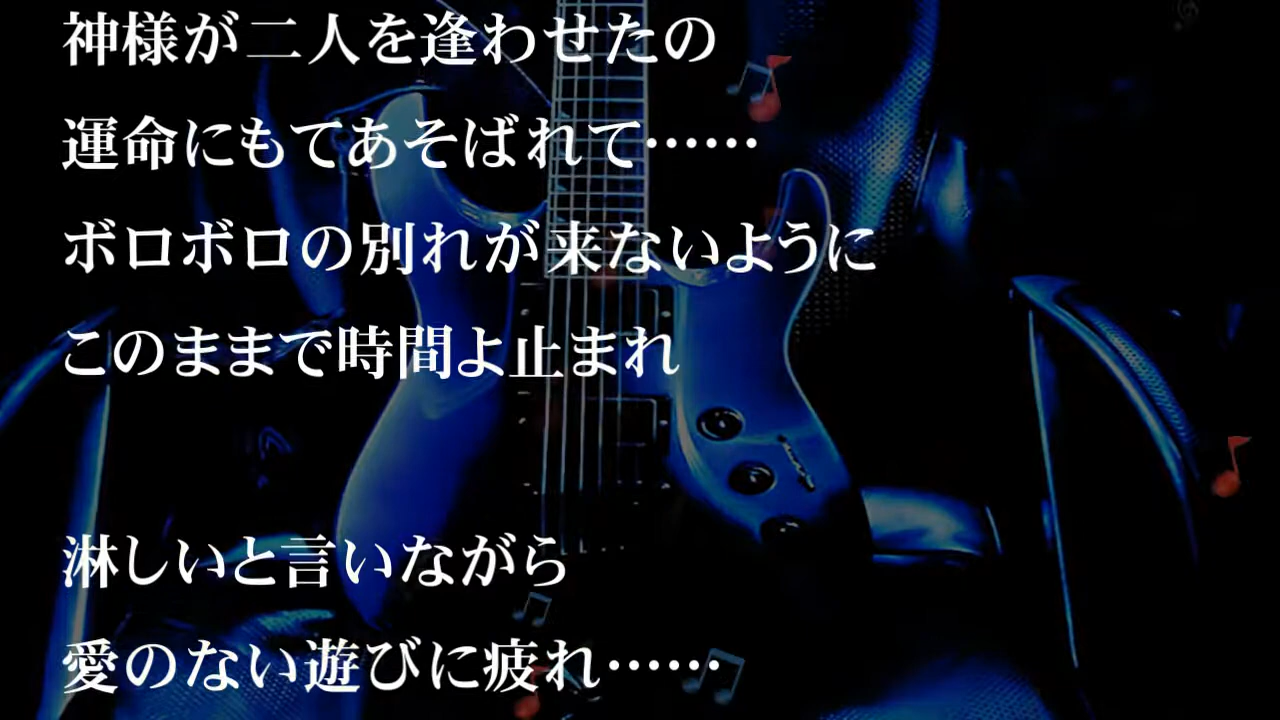 神様が二人を逢わせたの
運命にもてあそばれて……
ボロボロの別れが来ないように
このままで時間よ止まれ
淋しいと言いながら
愛のない遊びに疲れ……